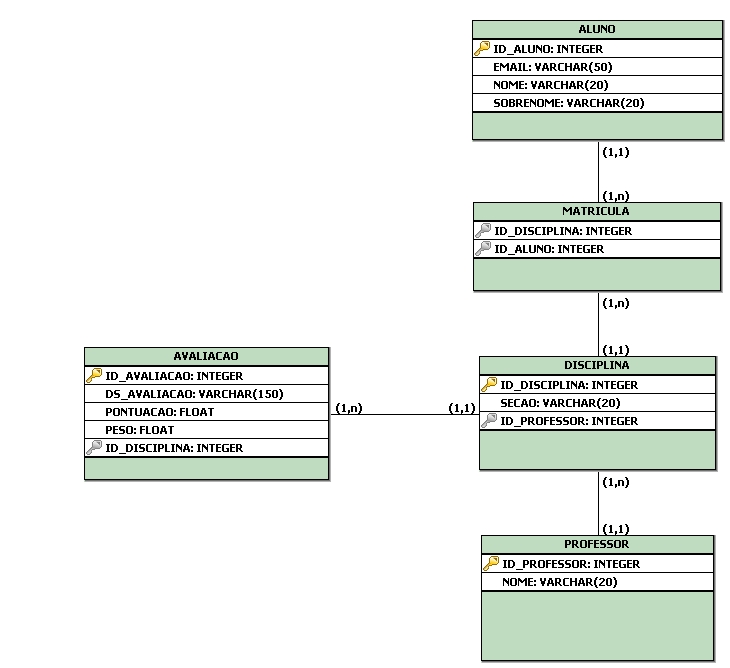 ALUNO
ID_ALUNO: INTEGER
EMAIL: VARCHAR(50)
NOME: VARCHAR(20)
SOBRENOME: VARCHAR(20)
(1,1)
(1,n)
MATRICULA
ID_DISCIPLINA: INTEGER
ID_ALUNO: INTEGER
(1,n)
(1,1)
AVALIACAO
ID_AVALIACAO: INTEGER
DS_AVALIACAO: VARCHAR(150)
PONTUACAO: FLOAT
PESO: FLOAT
ID_DISCIPLINA: INTEGER
(1,n)
(1,1)
DISCIPLINA
ID_DISCIPLINA: INTEGER
SECAO: VARCHAR(20)
ID_PROFESSOR: INTEGER
(1,n)
(1,1)
PROFESSOR
ID_PROFESSOR: INTEGER
NOME: VARCHAR(20)